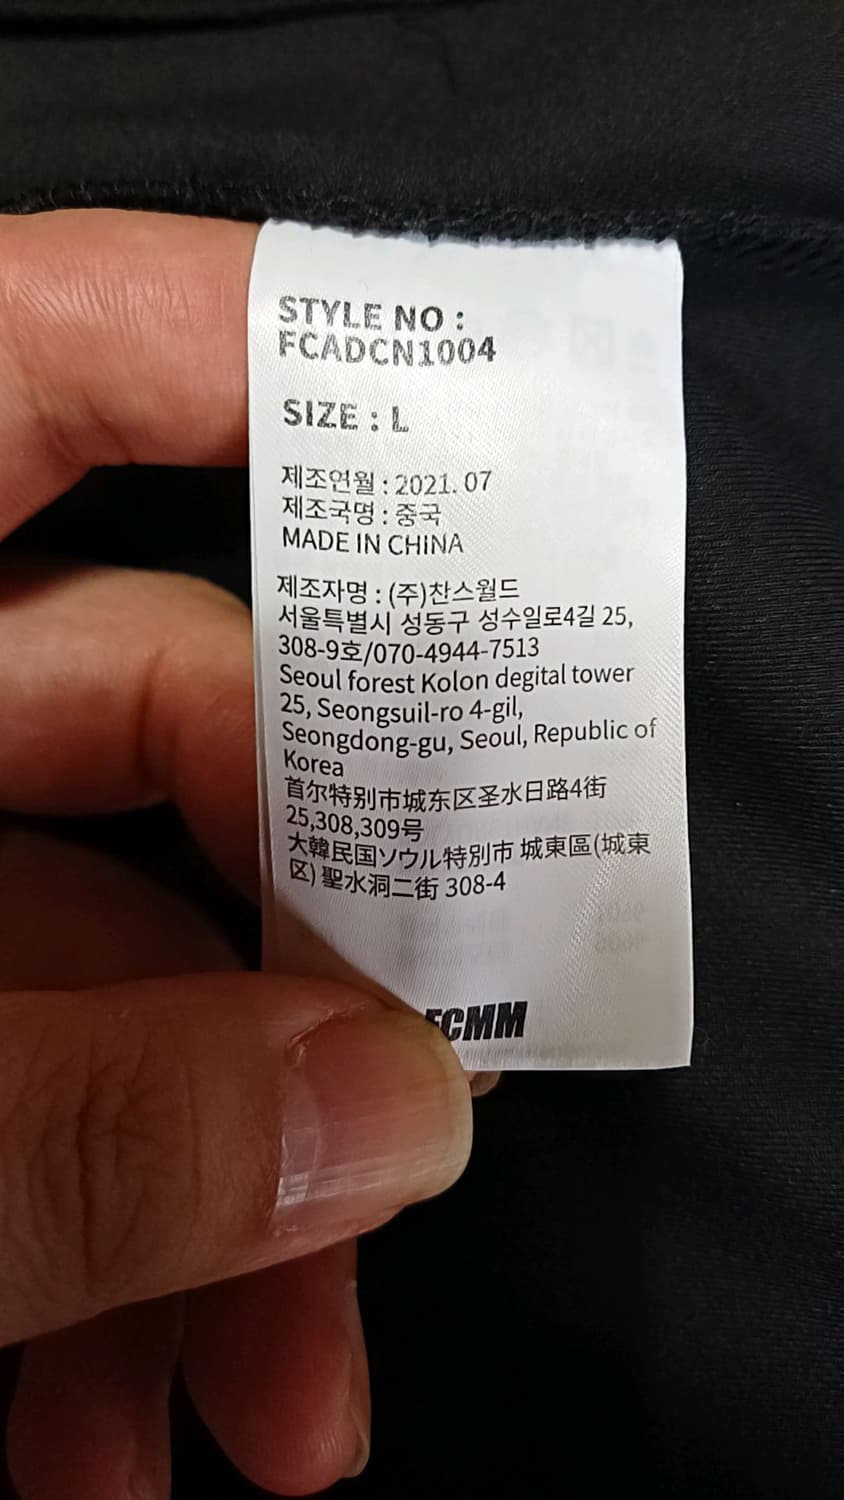 STYLE NO :
FCADCN1004
SIZE : L
제조연월 : 2021. 07
제조국명 : 중국
MADE IN CHINA
제조자명 : (주)찬스월드
서울특별시 성동구 성수일로4길 25,
308-9호/070-4944-7513
Seoul forest Kolon degital tower
25, Seongsuil-ro 4-gil,
Seongdong-gu, Seoul, Republic of
Korea
首尔特别市城东区圣水日路4街
25,308,309号
大韓民国ソウル特別市 城東區(城東
区) 聖水洞二街 308-4
FCMM